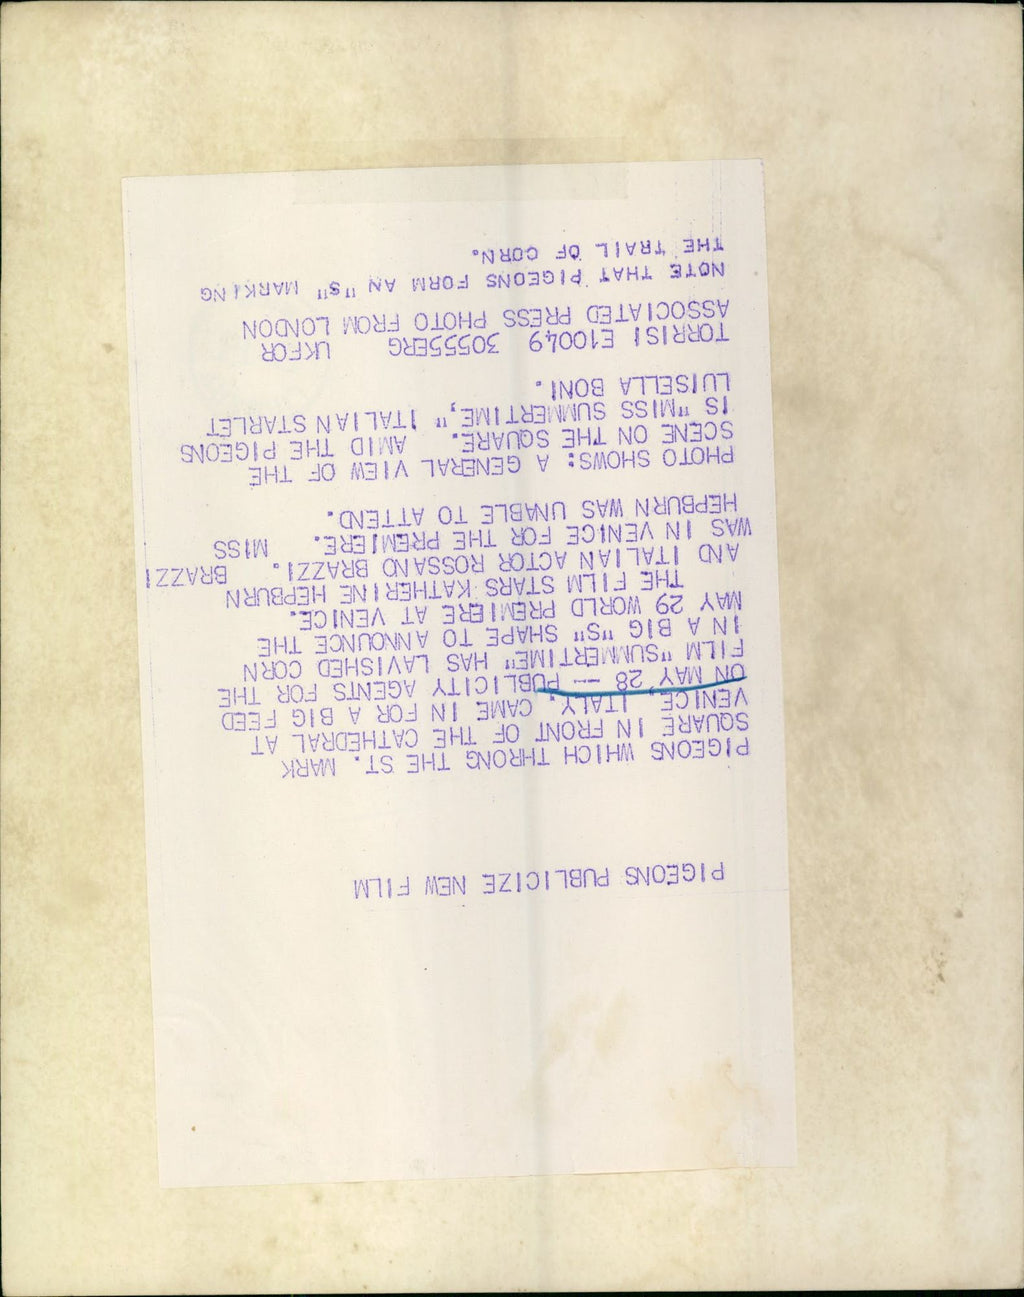 PIGEONS PUBLICIZE NEW FILM
PIGEONS WHICH THRONG THE ST. MARK
SQUARE IN FRONT OF THE CATHEDRAL AT
VENICE, ITALY, CAME IN FOR A BIG FEED
ON MAY 28 -- PUBLICITY AGENTS FOR THE
FILM "SUMMERTIME" HAS LAVISHED CORN
IN A BIG "S" SHAPE TO ANNOUNCE THE
MAY 29 WORLD PREMIERE AT VENICE.
THE FILM STARS KATHERINE HEPBURN
AND ITALIAN ACTOR ROSSANO BRAZZI. BRAZZI
WAS IN VENICE FOR THE PREMIERE. MISS
HEPBURN WAS UNABLE TO ATTEND.
PHOTO SHOWS: A GENERAL VIEW OF THE
SCENE ON THE SQUARE. AMID THE PIGEONS
IS "MISS SUMMERTIME," ITALIAN STARLET
LUISELLA BONI.
TORRISI E10049 30555ERG UKFOR
ASSOCIATED PRESS PHOTO FROM LONDON
NOTE THAT PIGEONS FORM AN "S" MARKING
THE TRAIL OF CORN.